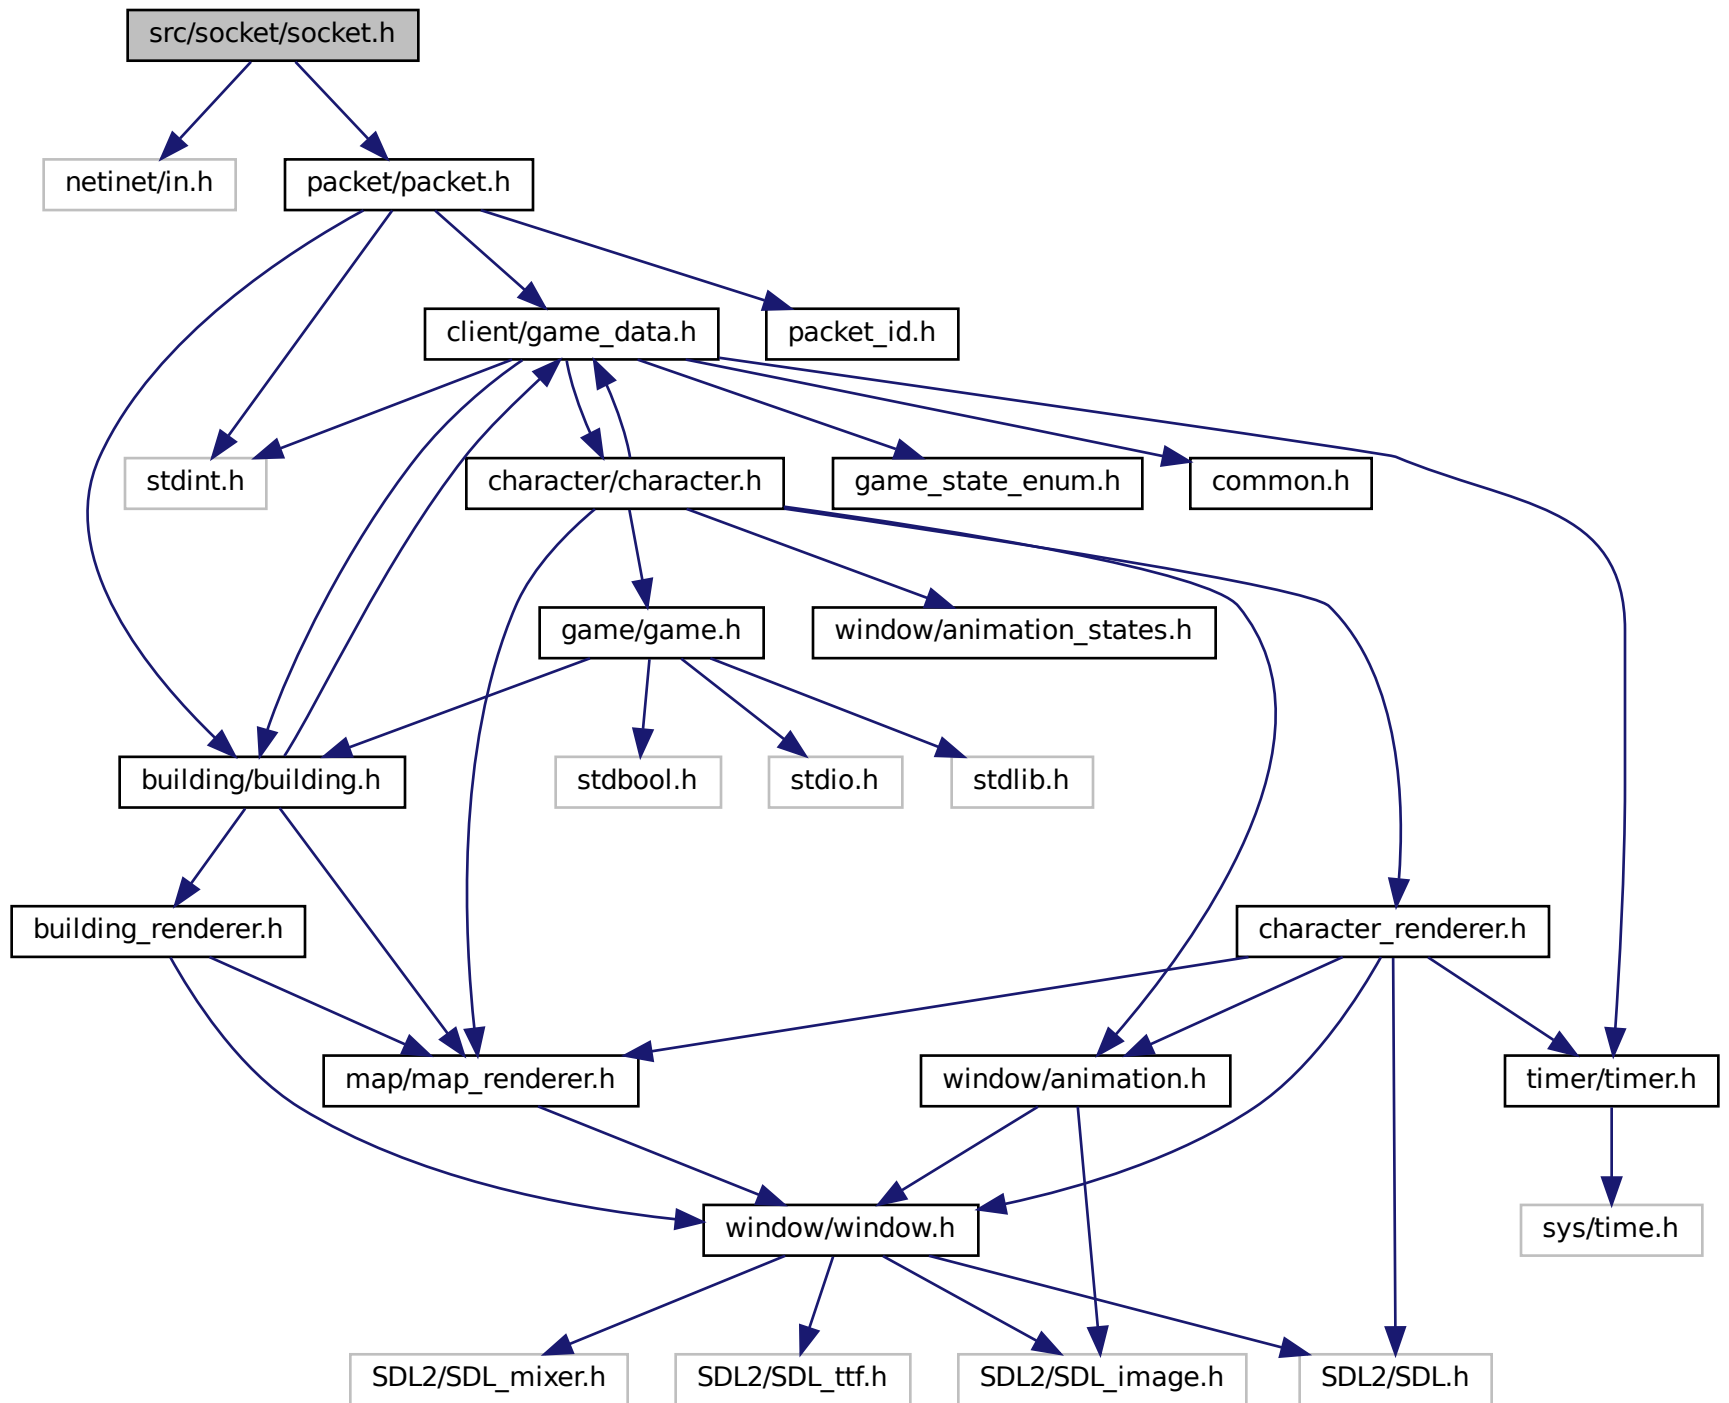 src/socket/socket.h
netinet/in.h
packet/packet.h
client/game_data.h
packet_id.h
stdint.h
character/character.h
game_state_enum.h
common.h
game/game.h
window/animation_states.h
building/building.h
stdbool.h
stdio.h
stdlib.h
building_renderer.h
character_renderer.h
map/map_renderer.h
window/animation.h
timer/timer.h
window/window.h
sys/time.h
SDL2/SDL_mixer.h
SDL2/SDL_ttf.h
SDL2/SDL_image.h
SDL2/SDL.h